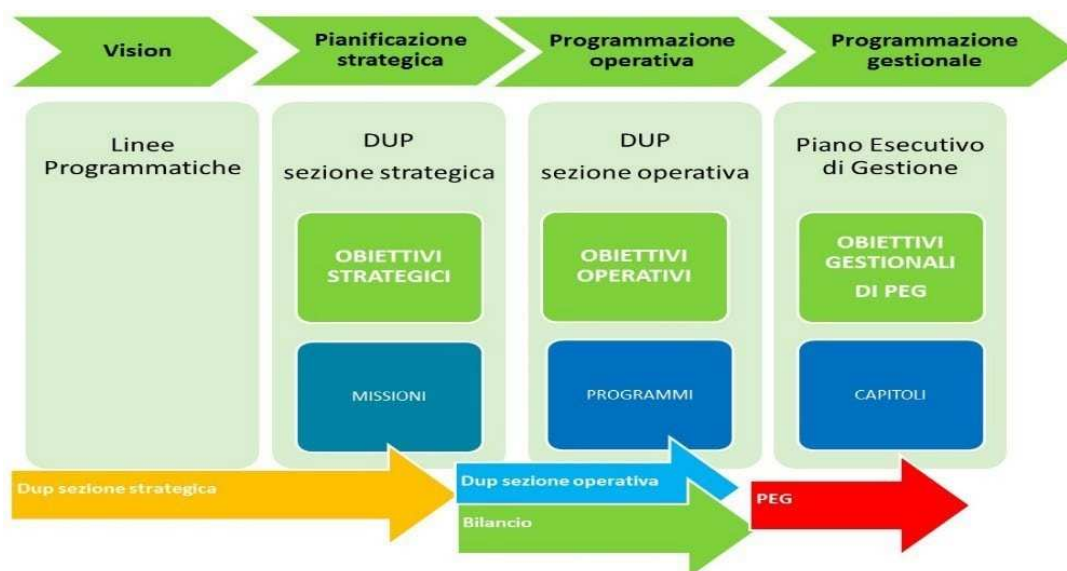 Vision
Pianificazione
strategica
Programmazione
operativa
Programmazione
gestionale
Linee
Programmatiche
DUP
sezione strategica
OBIETTIVI
STRATEGICI
MISSIONI
DUP
sezione operativa
OBIETTIVI
OPERATIVI
PROGRAMMI
Piano Esecutivo
di Gestione
OBIETTIVI
GESTIONALI
DI PEG
CAPITOLI
Dup sezione strategica
Dup sezione operativa
Bilancio
PEG